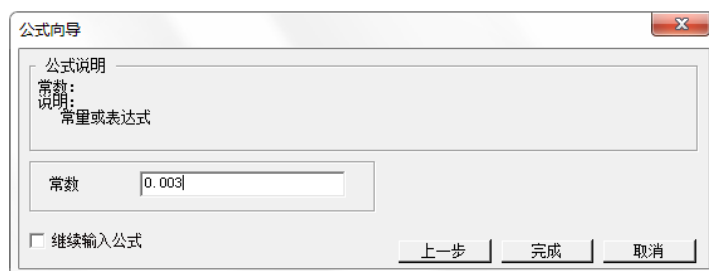 公式向导
公式说明
常数:
说明:
常量或表达式
常数 0.003
继续输入公式
上一步 完成 取消